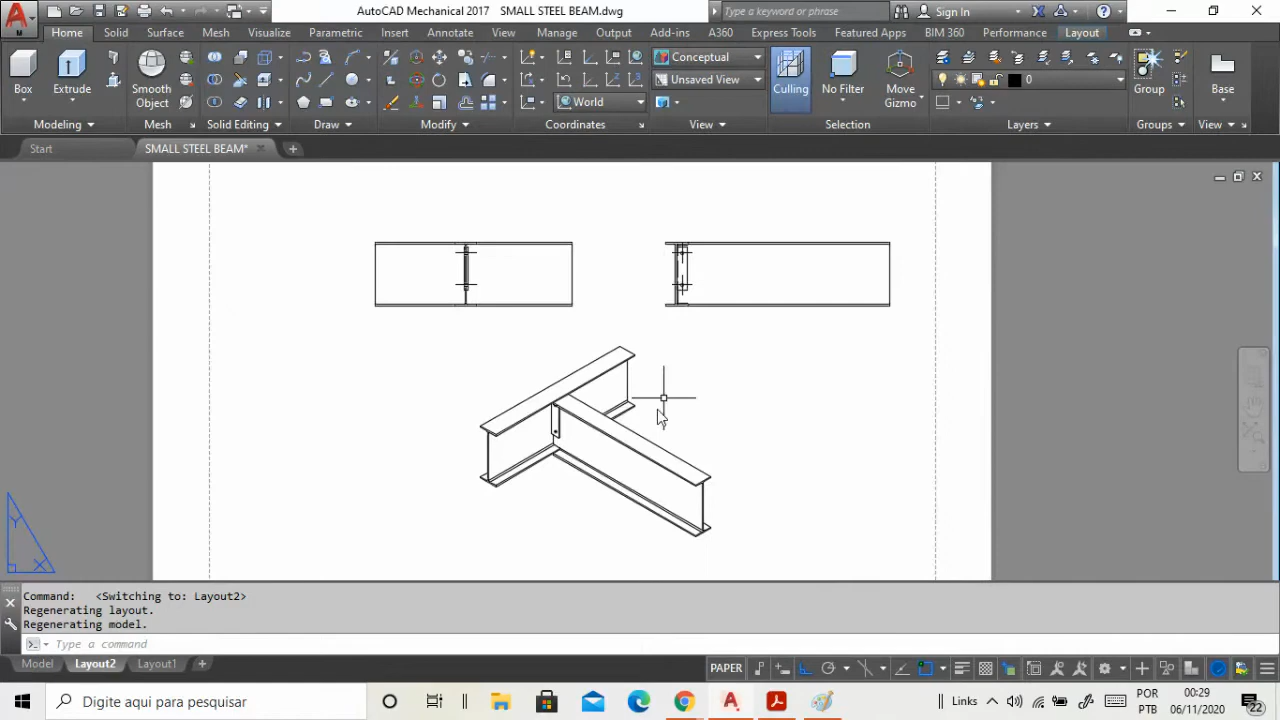 AutoCAD Mechanical 2017 SMALL STEEL BEAM.dwg
Type a keyword or phrase
Sign In
Home Solid Surface Mesh Visualize Parametric Insert Annotate View Manage Output Add-ins A360 Express Tools Featured Apps BIM 360 Performance Layout
Box
Extrude
Smooth Object
Conceptual
Unsaved View
World
Culling
No Filter
Move Gizmo
0
Group
Base
Modeling Mesh Solid Editing Draw Modify Coordinates View Selection Layers Groups View
Start SMALL STEEL BEAM*
Y
X
Command: <Switching to: Layout2>
Regenerating layout.
Regenerating model.
Type a command
Model Layout2 Layout1
PAPER
Digite aqui para pesquisar
Links
POR
PTB
00:29
06/11/2020
22